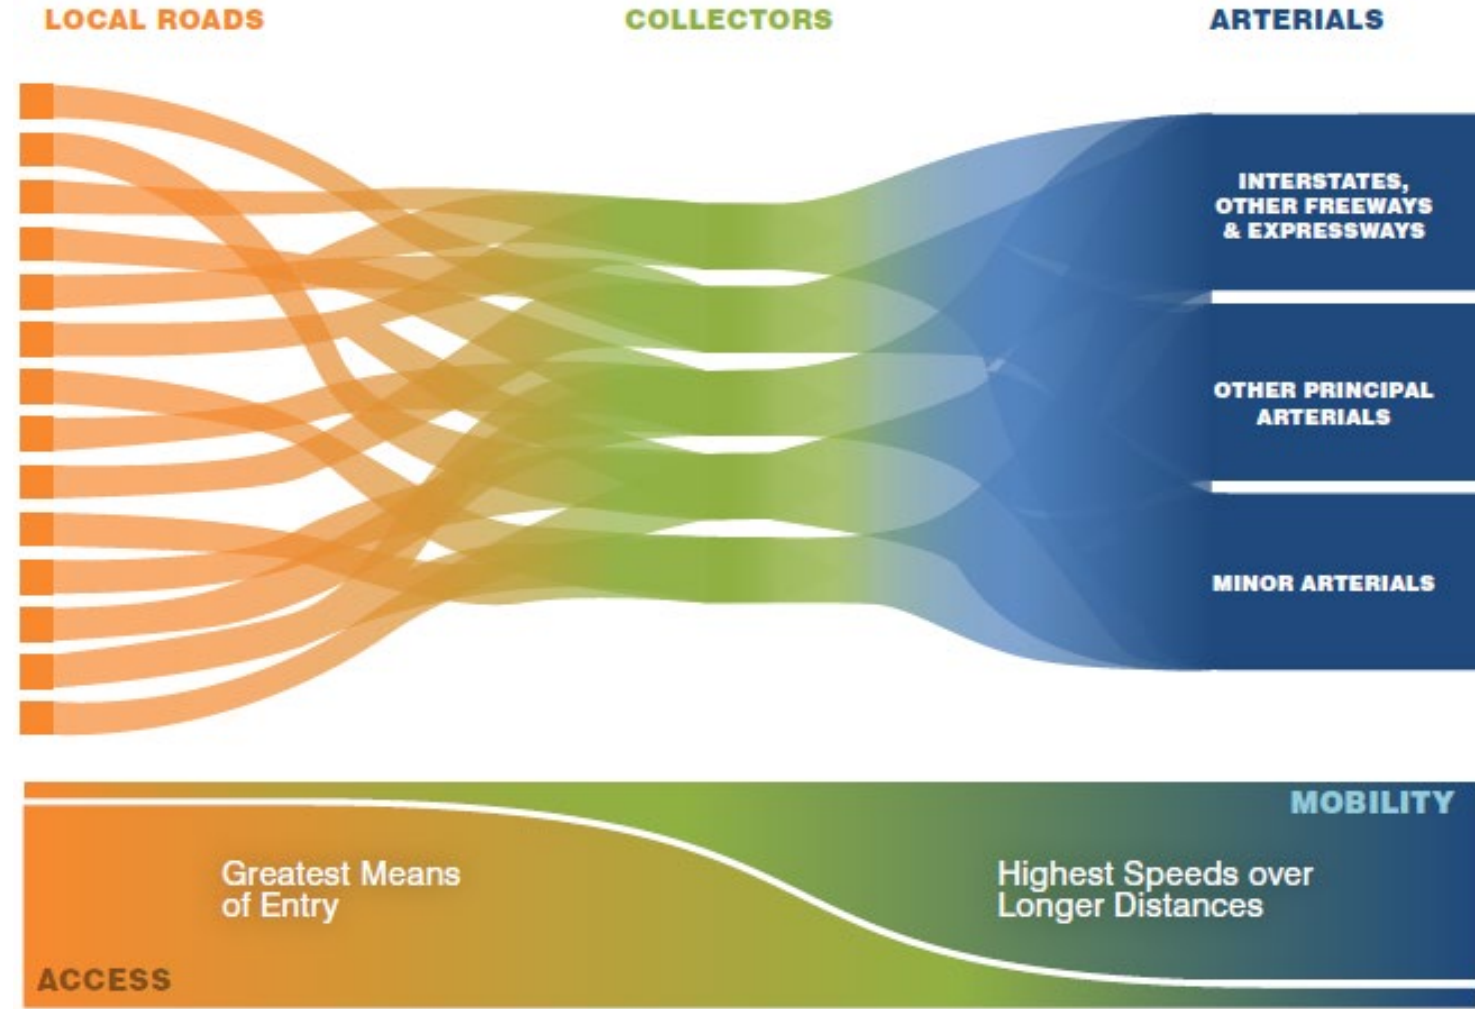 LOCAL ROADS
COLLECTORS
ARTERIALS
INTERSTATES,
OTHER FREEWAYS
& EXPRESSWAYS
OTHER PRINCIPAL
ARTERIALS
MINOR ARTERIALS
MOBILITY
Greatest Means
of Entry
Highest Speeds over
Longer Distances
ACCESS